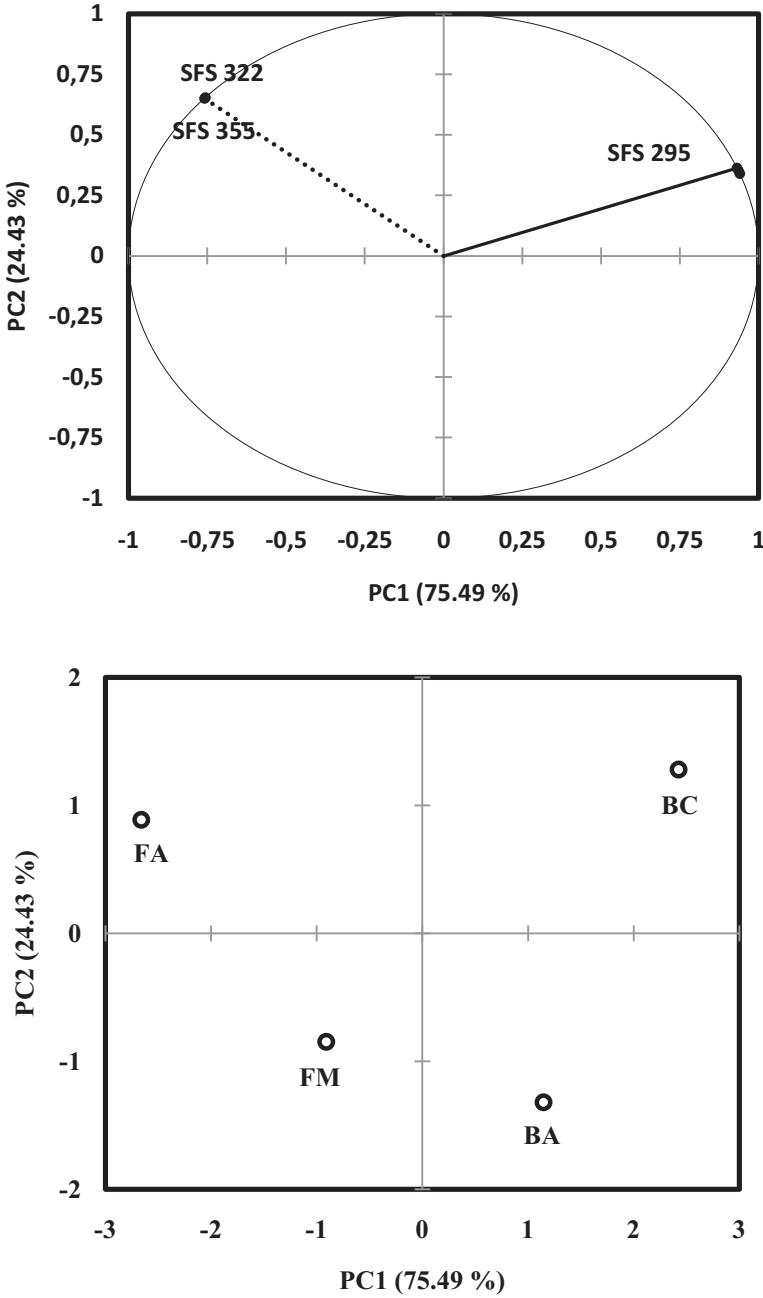 1
0,75
0,5
0,25
0
-0,25
-0,5
-0,75
-1
PC2 (24.43 %)
SFS 322
SFS 355
SFS 295
-1 -0,75 -0,5 -0,25 0 0,25 0,5 0,75 1
PC1 (75.49 %)
2
1
0
-1
-2
PC2 (24.43 %)
BC
FA
FM
BA
-3 -2 -1 0 1 2 3
PC1 (75.49 %)